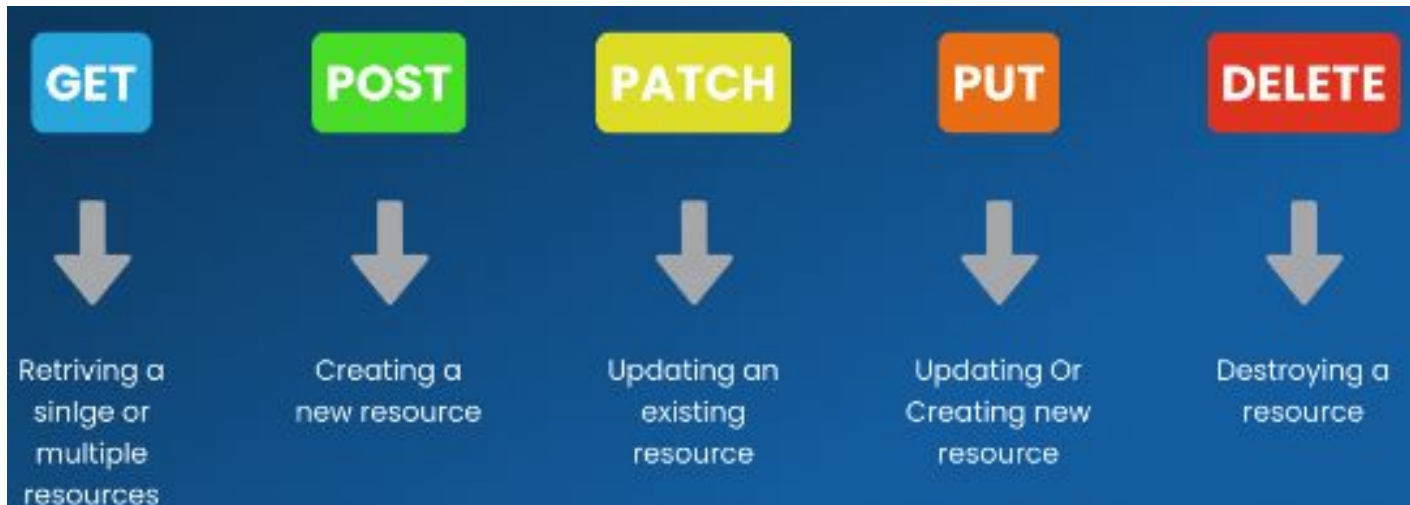 GET
POST
PATCH
PUT
DELETE
Retriving a
sinlge or
multiple
resources
Creating a
new resource
Updating an
existing
resource
Updating Or
Creating new
resource
Destroying a
resource